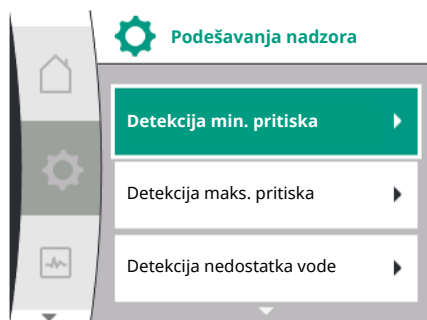 Podešavanja nadzora
Detekcija min. pritiska
Detekcija maks. pritiska
Detekcija nedostatka vode